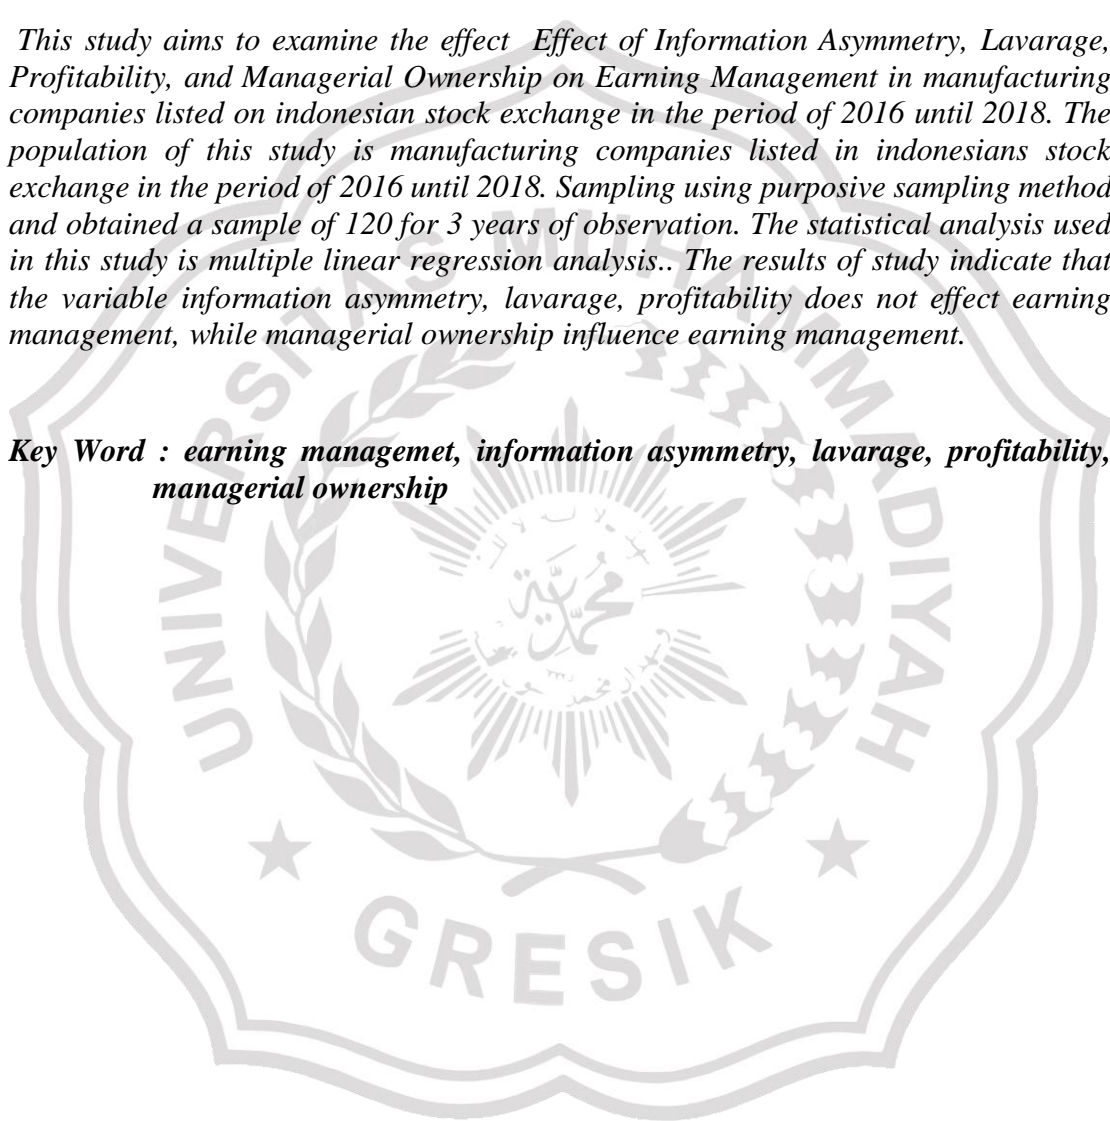 This study aims to examine the effect  Effect of Information Asymmetry, Lavarage,
Profitability, and Managerial Ownership on Earning Management in manufacturing
companies listed on indonesian stock exchange in the period of 2016 until 2018. The
population of this study is manufacturing companies listed in indonesians stock
exchange in the period of 2016 until 2018. Sampling using purposive sampling method
and obtained a sample of 120 for 3 years of observation. The statistical analysis used
in this study is multiple linear regression analysis.. The results of study indicate that
the variable information asymmetry, lavarage, profitability does not effect earning
management, while managerial ownership influence earning management.
Key Word : earning managemet, information asymmetry, lavarage, profitability,
managerial ownership
UNIVERSITAS MUHAMMADIYAH
GRESIK